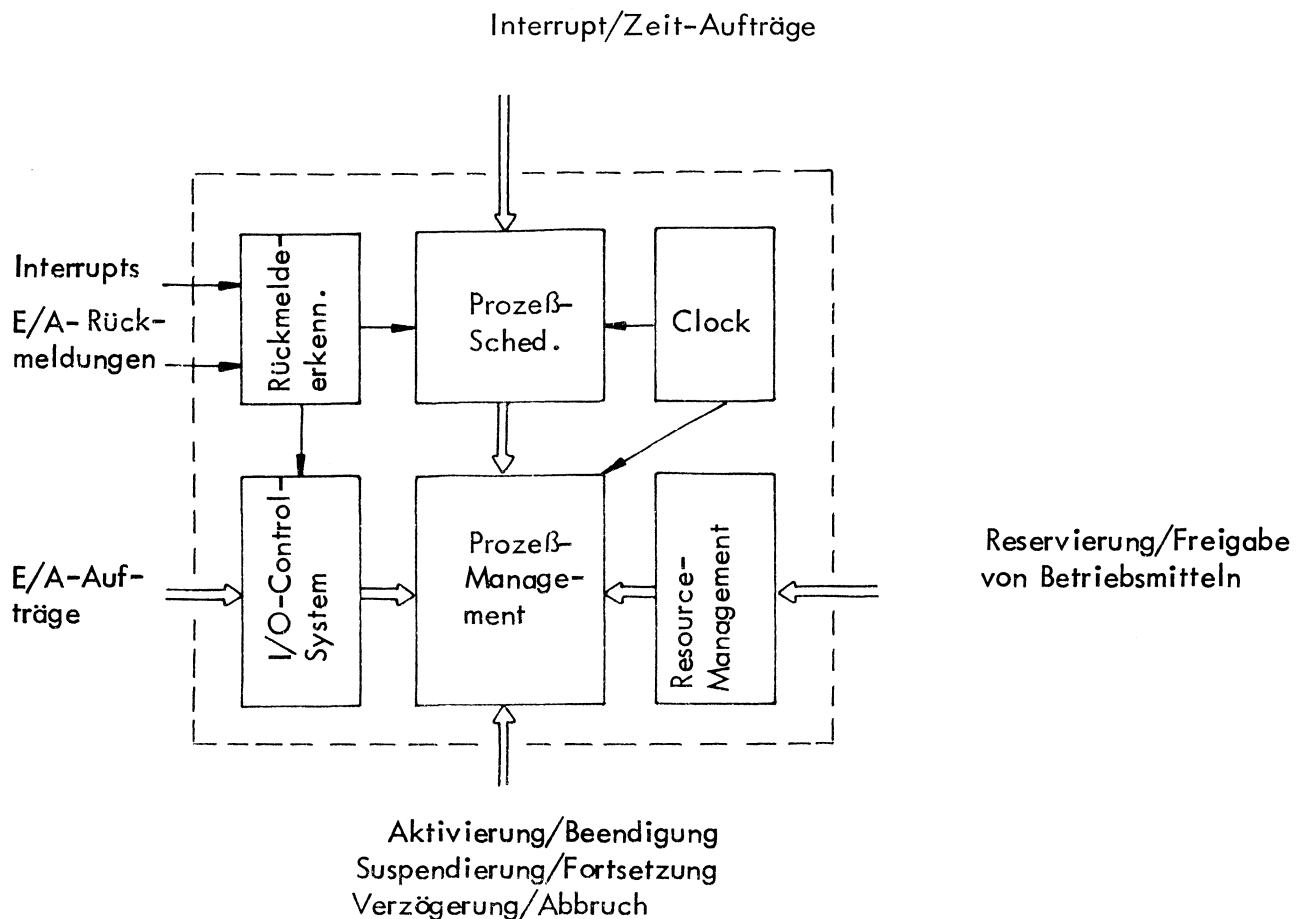 Interrupt/Zeit-Aufträge
Interrupts
E/A-Rück-
meldungen
Rückmelde-
erkenn.
Prozeß-
Sched.
Clock
E/A-Auf-
träge
I/O-Control-
System
Prozeß-
Manage-
ment
Resource-
Management
Reservierung/Freigabe
von Betriebsmitteln
Aktivierung/Beendigung
Suspendierung/Fortsetzung
Verzögerung/Abbruch